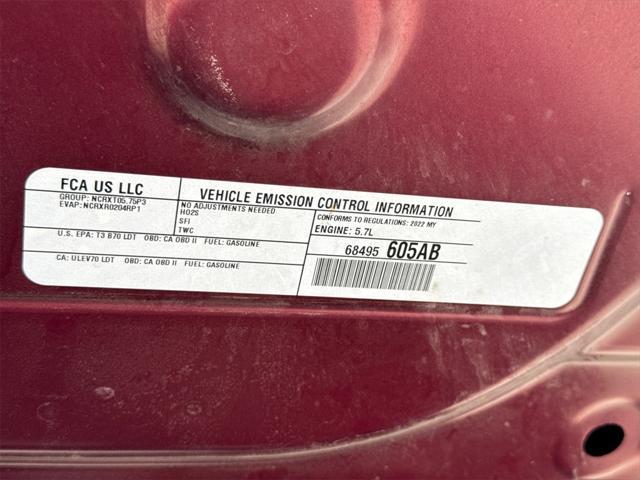 FCA US LLC
GROUP: NCRXT05.75P3
EVAP: NCRXR0204RP1
VEHICLE EMISSION CONTROL INFORMATION
NO ADJUSTMENTS NEEDED
HO2S
SFI
TWC
CONFORMS TO REGULATIONS: 2022 MY
ENGINE: 5.7L
U.S. EPA: T3 B70 LDT OBD: CA OBD II FUEL: GASOLINE
CA: ULEV70 LDT OBD: CA OBD II FUEL: GASOLINE
68495 605AB